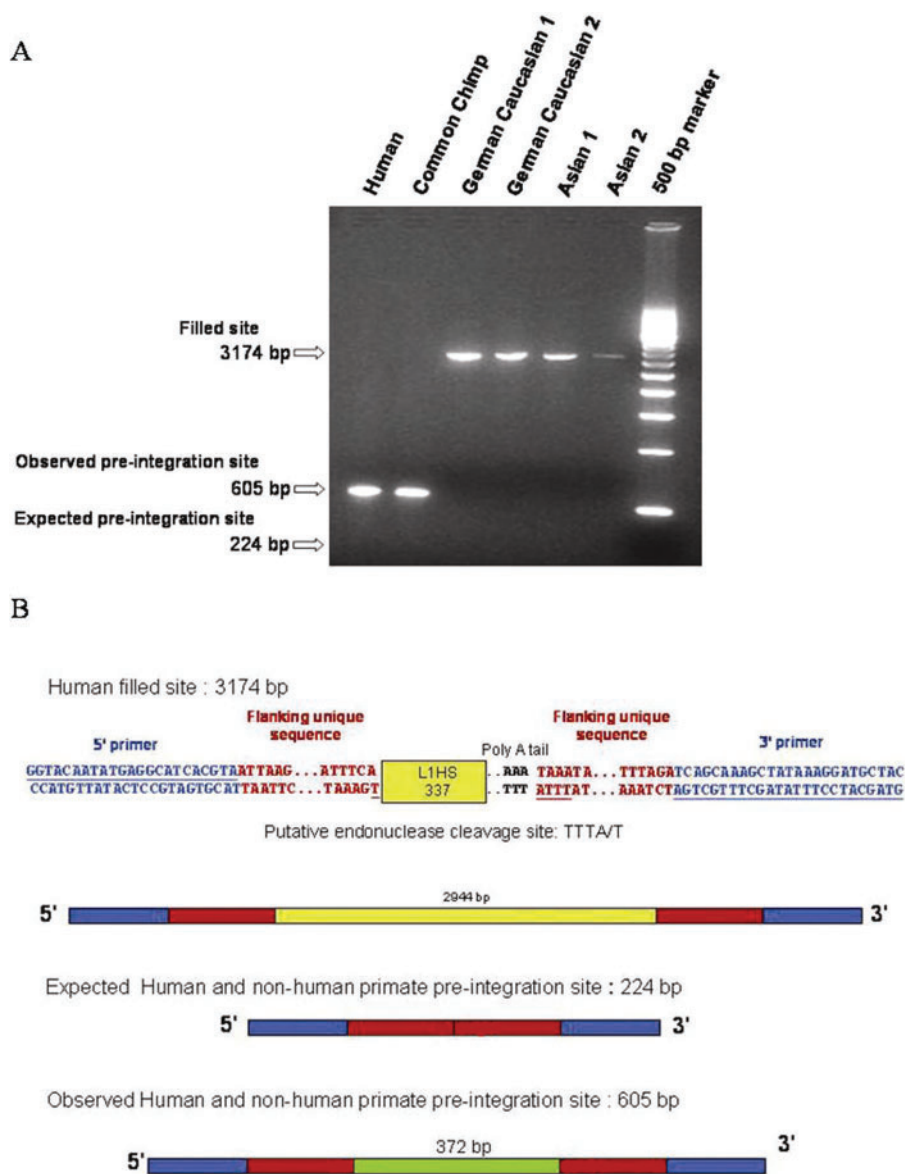 A
Human
Common Chimp
German Caucasian 1
German Caucasian 2
Asian 1
Asian 2
500 bp marker
Filled site
3174 bp
Observed pre-integration site
605 bp
Expected pre-integration site
224 bp
B
Human filled site : 3174 bp
Flanking unique sequence
Flanking unique sequence
5' primer
Poly A tail
3' primer
GGTACAATATGAGGCATCACGTAATTAAG...ATTTCA
L1HS
337
..AAA
TAAATA...TTTAGATCAGCAAAGCTATAAAGGATGCTAC
CCATGTTATACTCCGTAGTGCATTAATTC...TAAAGT
..TTT
ATTTAT...AAATCTAGTCGTTTCGATATTTCCTACGATG
Putative endonuclease cleavage site: TTTA/T
2944 bp
5'
3'
Expected Human and non-human primate pre-integration site : 224 bp
5'
3'
Observed Human and non-human primate pre-integration site : 605 bp
372 bp
5'
3'